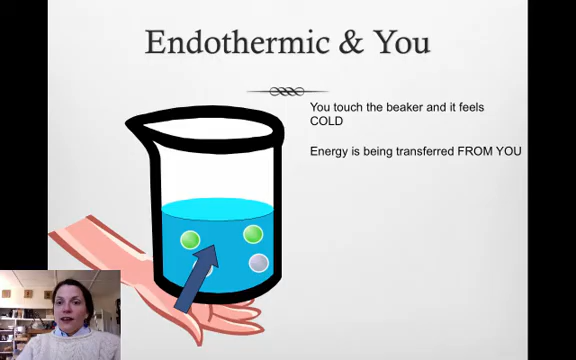 Endothermic & You
You touch the beaker and it feels
COLD
Energy is being transferred FROM YOU